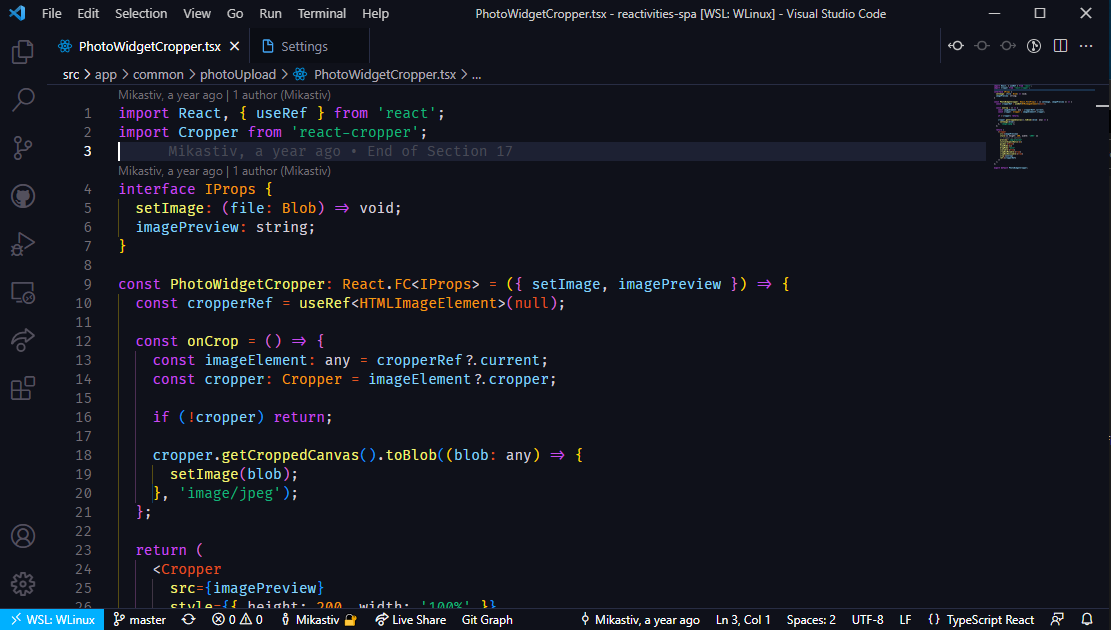 File Edit Selection View Go Run Terminal Help PhotoWidgetCropper.tsx - reactivities-spa [WSL: WLinux] - Visual Studio Code
PhotoWidgetCropper.tsx Settings
src > app > common > photoUpload > PhotoWidgetCropper.tsx > ...
Mikastiv, a year ago | 1 author (Mikastiv)
1 import React, { useRef } from 'react';
2 import Cropper from 'react-cropper';
3 Mikastiv, a year ago • End of Section 17
Mikastiv, a year ago | 1 author (Mikastiv)
4 interface IProps {
5 setImage: (file: Blob) => void;
6 imagePreview: string;
7 }
8
9 const PhotoWidgetCropper: React.FC<IProps> = ({ setImage, imagePreview }) => {
10 const cropperRef = useRef<HTMLImageElement>(null);
11
12 const onCrop = () => {
13 const imageElement: any = cropperRef?.current;
14 const cropper: Cropper = imageElement?.cropper;
15
16 if (!cropper) return;
17
18 cropper.getCroppedCanvas().toBlob((blob: any) => {
19 setImage(blob);
20 }, 'image/jpeg');
21 };
22
23 return (
24 <Cropper
25 src={imagePreview}
26 style={{ height: 200, width: '100%' }}
WSL: WLinux master 0 0 Mikastiv Live Share Git Graph Mikastiv, a year ago Ln 3, Col 1 Spaces: 2 UTF-8 LF {} TypeScript React